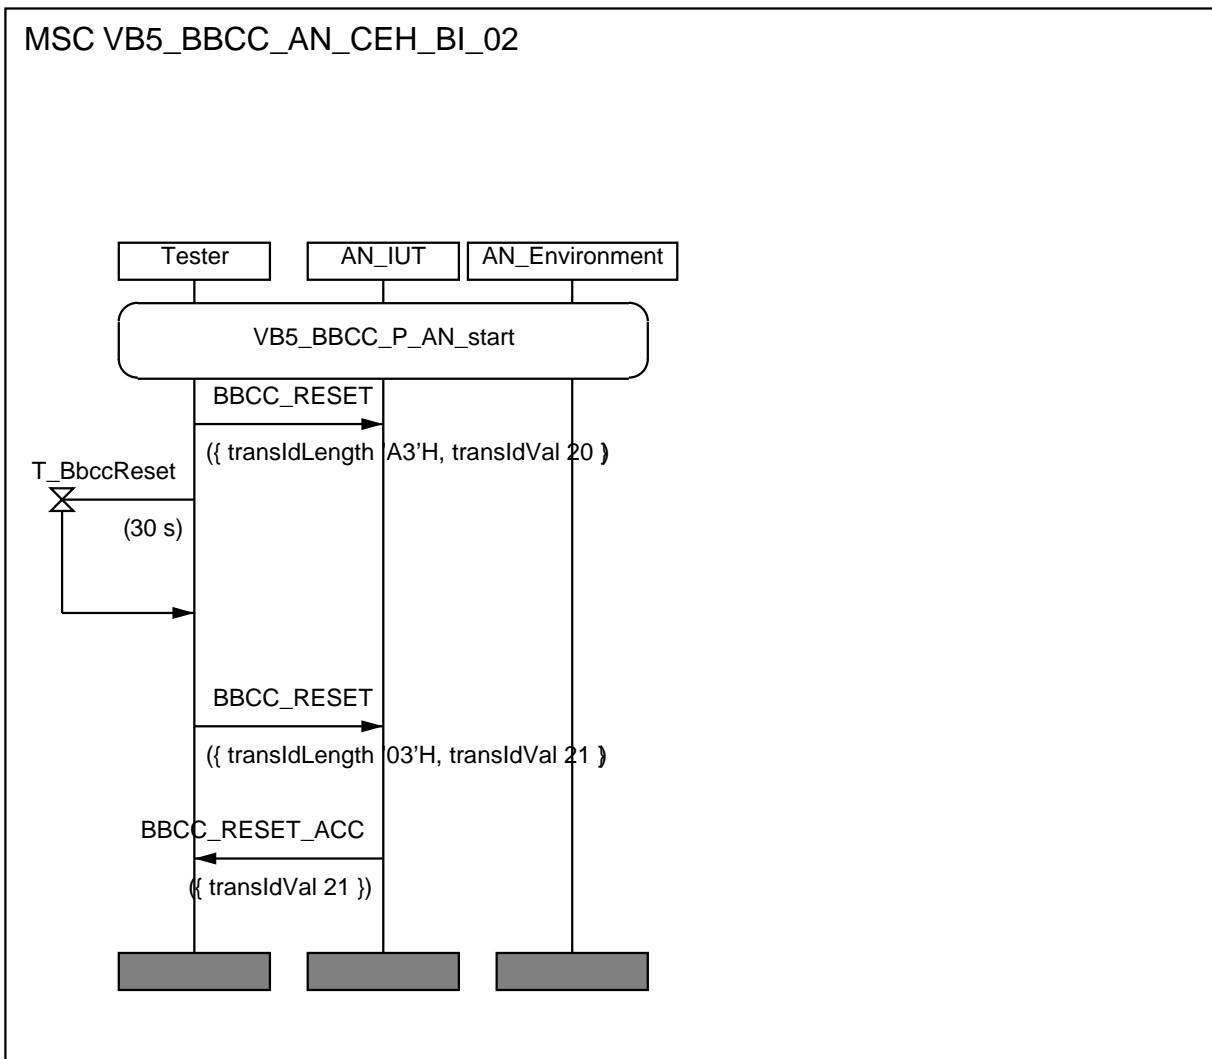 MSC VB5_BBCC_AN_CEH_BI_02
Tester
AN_IUT
AN_Environment
VB5_BBCC_P_AN_start
BBCC_RESET
({ transIdLength 'A3'H, transIdVal 20 })
T_BbccReset
(30 s)
BBCC_RESET
({ transIdLength '03'H, transIdVal 21 })
BBCC_RESET_ACC
({ transIdVal 21 })